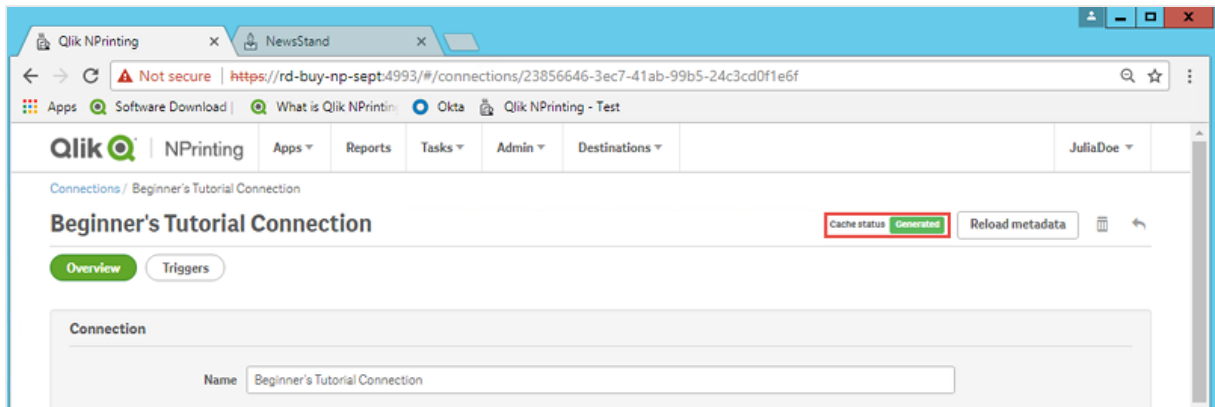 Qlik NPrinting NewsStand
Not secure | https://rd-buy-np-sept:4993/#/connections/23856646-3ec7-41ab-99b5-24c3cd0f1e6f
Apps Software Download | What is Qlik NPrinting Okta Qlik NPrinting - Test
Qlik NPrinting Apps Reports Tasks Admin Destinations JuliaDoe
Connections / Beginner's Tutorial Connection
Beginner's Tutorial Connection Cache status Generated Reload metadata
Overview Triggers
Connection
Name Beginner's Tutorial Connection